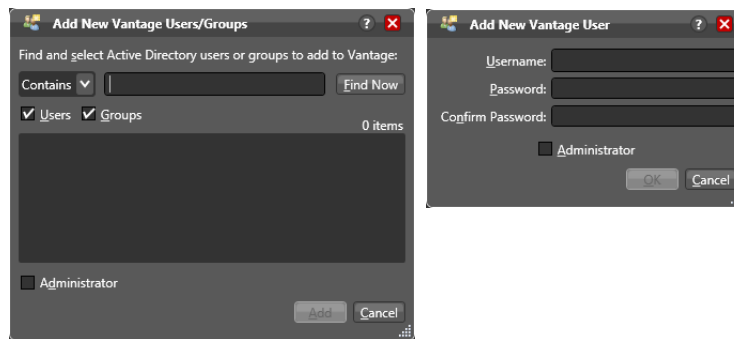 Add New Vantage Users/Groups
?
Find and select Active Directory users or groups to add to Vantage:
Contains
Find Now
Users
Groups
0 items
Administrator
Add
Cancel
Add New Vantage User
?
Username:
Password:
Confirm Password:
Administrator
OK
Cancel